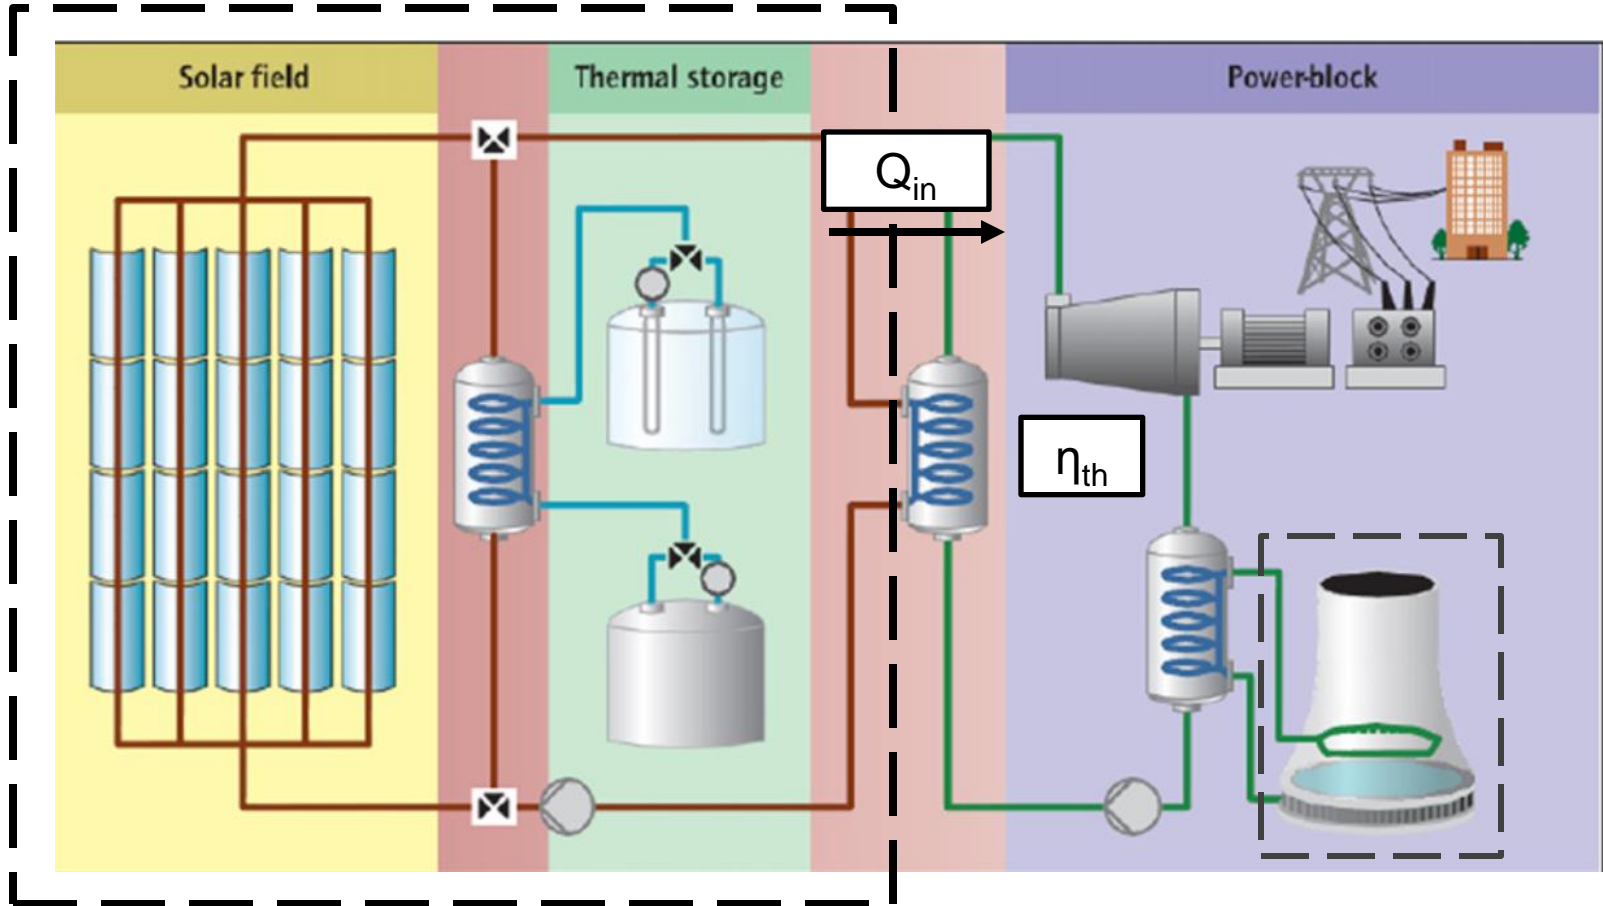 Solar field
Thermal storage
Power-block
Qin
ηth